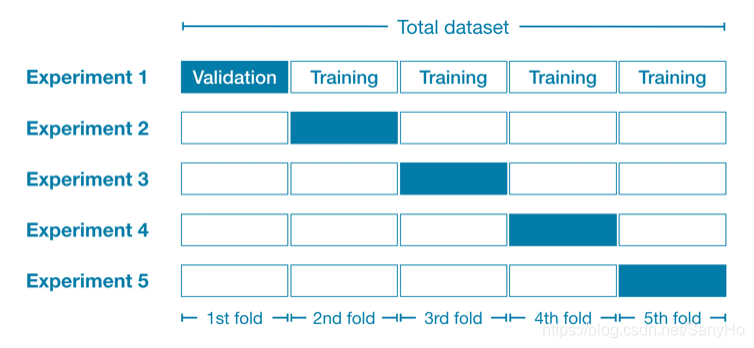 Total dataset
Experiment 1 Validation Training Training Training Training
Experiment 2
Experiment 3
Experiment 4
Experiment 5
1st fold 2nd fold 3rd fold 4th fold 5th fold
https://blog.csdn.net/SanyHo